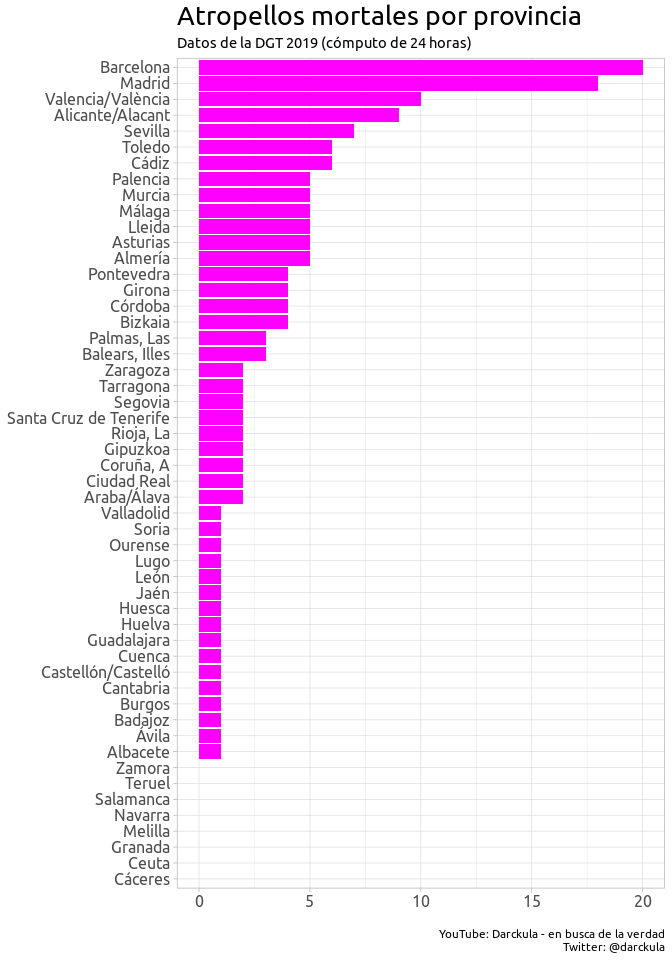 Atropellos mortales por provincia
Datos de la DGT 2019 (cómputo de 24 horas)
Barcelona
Madrid
Valencia/València
Alicante/Alacant
Sevilla
Toledo
Cádiz
Palencia
Murcia
Málaga
Lleida
Asturias
Almería
Pontevedra
Girona
Córdoba
Bizkaia
Palmas, Las
Balears, Illes
Zaragoza
Tarragona
Segovia
Santa Cruz de Tenerife
Rioja, La
Gipuzkoa
Coruña, A
Ciudad Real
Araba/Álava
Valladolid
Soria
Ourense
Lugo
León
Jaén
Huesca
Huelva
Guadalajara
Cuenca
Castellón/Castelló
Cantabria
Burgos
Badajoz
Ávila
Albacete
Zamora
Teruel
Salamanca
Navarra
Melilla
Granada
Ceuta
Cáceres
0 5 10 15 20
YouTube: Darckula - en busca de la verdad
Twitter: @darckula